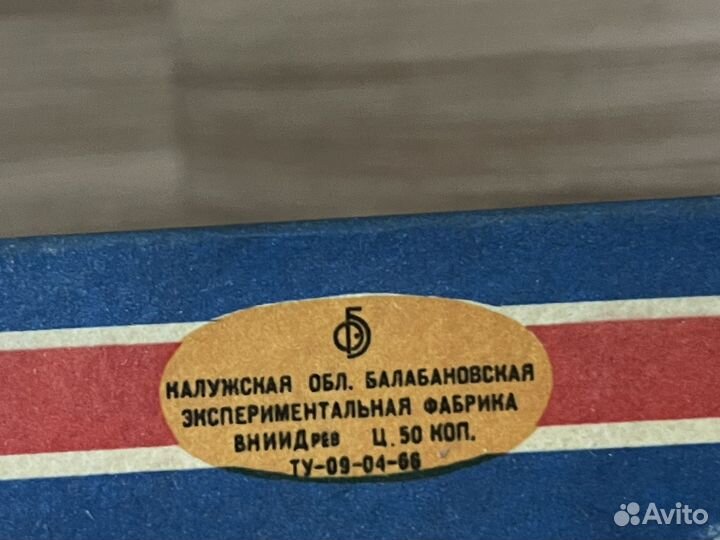 КАЛУЖСКАЯ ОБЛ. БАЛАБАНОВСКАЯ
ЭКСПЕРИМЕНТАЛЬНАЯ ФАБРИКА
ВНИИДрев Ц. 50 КОП.
ТУ-09-04-66
Avito